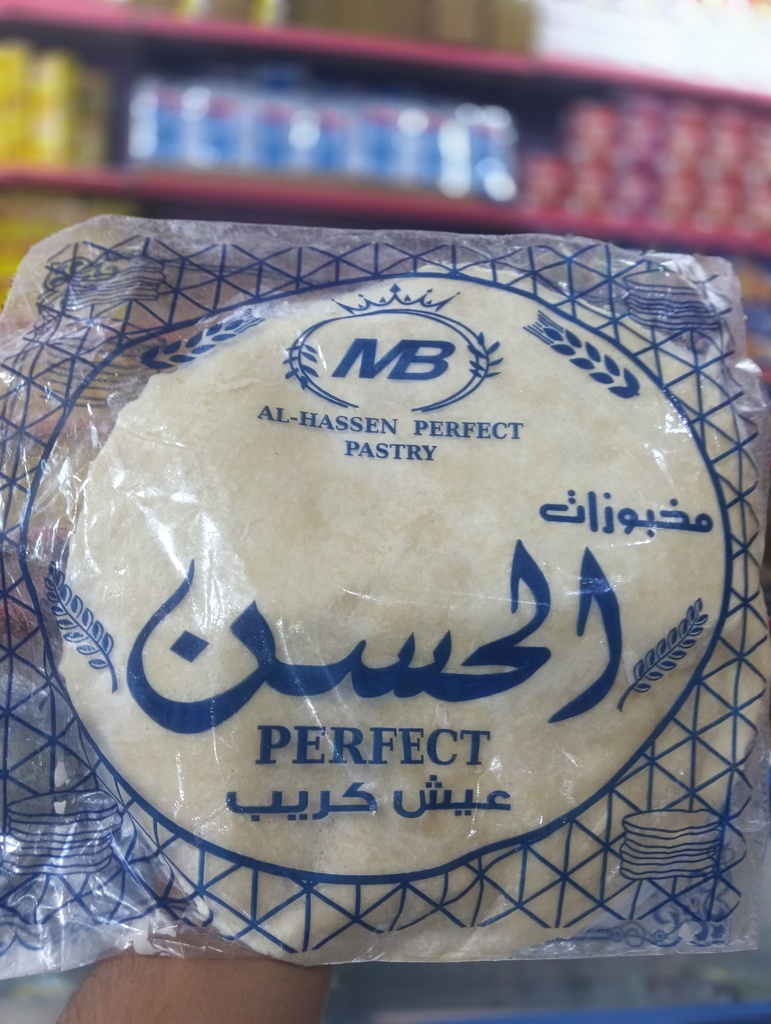 MB
AL-HASSEN PERFECT
PASTRY
مخبوزات
الحسن
PERFECT
عيش كريب